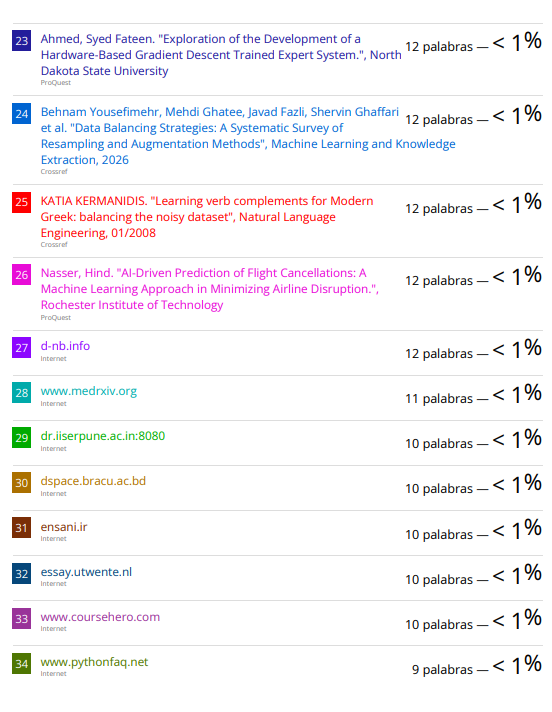 23 Ahmed, Syed Fateen. "Exploration of the Development of a
Hardware-Based Gradient Descent Trained Expert System.", North 12 palabras — < 1%
Dakota State University
ProQuest
24 Behnam Yousefimehr, Mehdi Ghatee, Javad Fazli, Shervin Ghaffari 12 palabras — < 1%
et al. "Data Balancing Strategies: A Systematic Survey of
Resampling and Augmentation Methods", Machine Learning and Knowledge
Extraction, 2026
Crossref
25 KATIA KERMANIDIS. "Learning verb complements for Modern 12 palabras — < 1%
Greek: balancing the noisy dataset", Natural Language
Engineering, 01/2008
Crossref
26 Nasser, Hind. "AI-Driven Prediction of Flight Cancellations: A 12 palabras — < 1%
Machine Learning Approach in Minimizing Airline Disruption.",
Rochester Institute of Technology
ProQuest
27 d-nb.info 12 palabras — < 1%
Internet
28 www.medrxiv.org 11 palabras — < 1%
Internet
29 dr.iiserpune.ac.in:8080 10 palabras — < 1%
Internet
30 dspace.bracu.ac.bd 10 palabras — < 1%
Internet
31 ensani.ir 10 palabras — < 1%
Internet
32 essay.utwente.nl 10 palabras — < 1%
Internet
33 www.coursehero.com 10 palabras — < 1%
Internet
34 www.pythonfaq.net 9 palabras — < 1%
Internet